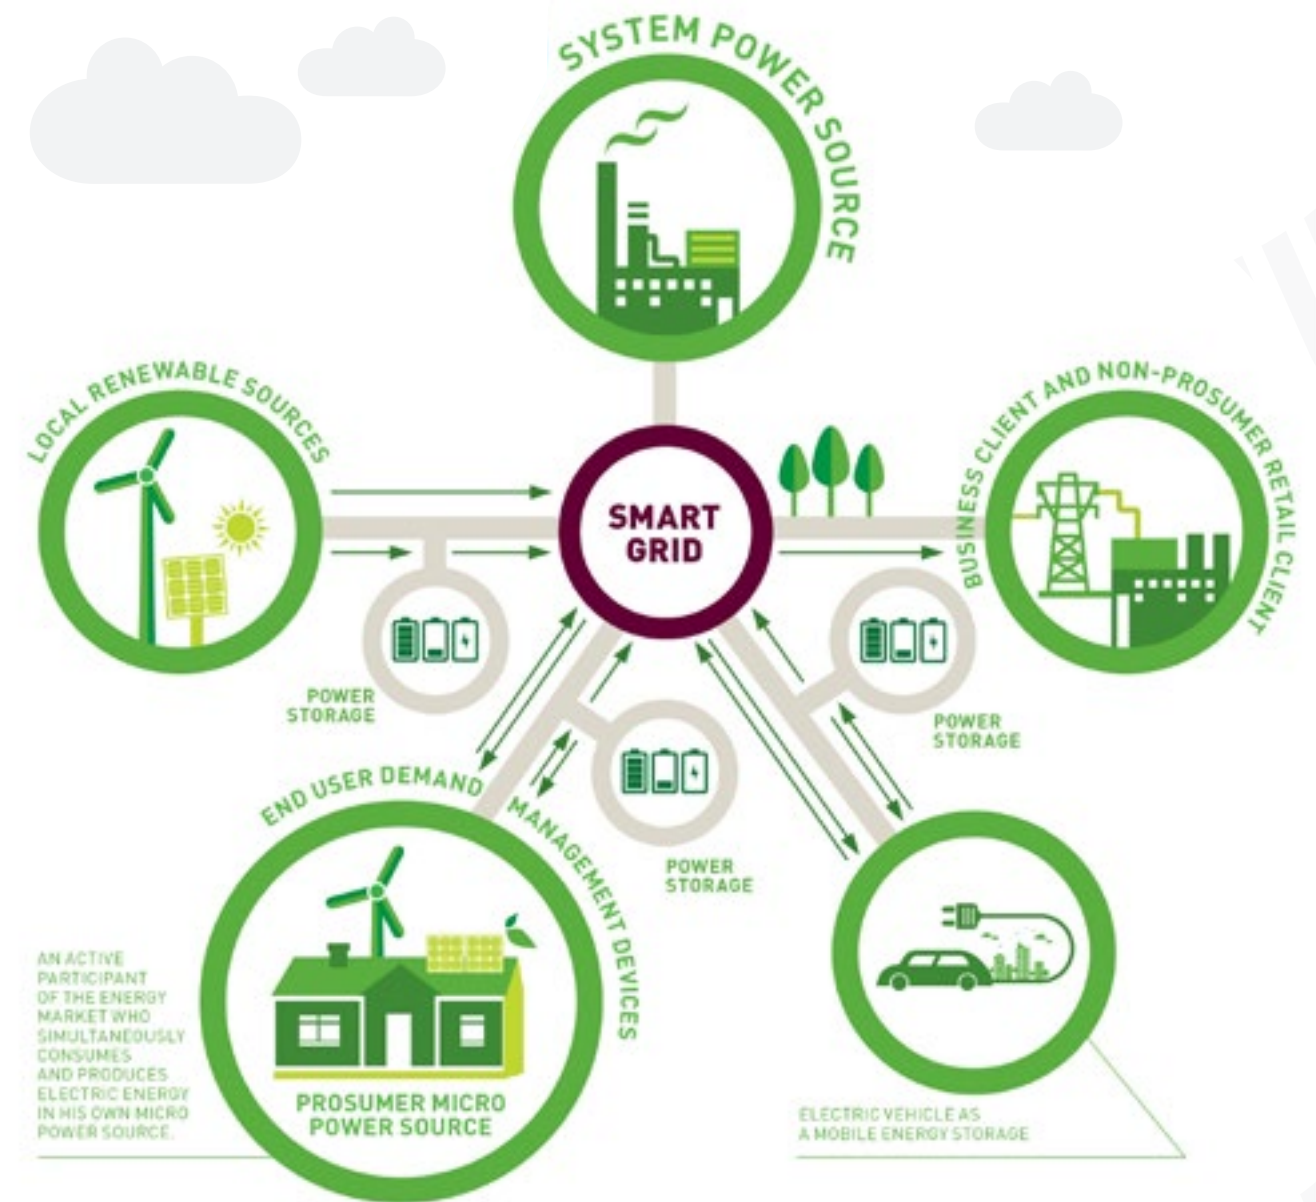 SYSTEM POWER SOURCE
LOCAL RENEWABLE SOURCES
BUSINESS CLIENT AND NON-PROSUMER RETAIL CLIENT
SMART
GRID
POWER
STORAGE
POWER
STORAGE
POWER
STORAGE
END USER DEMAND MANAGEMENT DEVICES
AN ACTIVE
PARTICIPANT
OF THE ENERGY
MARKET WHO
SIMULTANEOUSLY
CONSUMES
AND PRODUCES
ELECTRIC ENERGY
IN HIS OWN MICRO
POWER SOURCE.
PROSUMER MICRO
POWER SOURCE
ELECTRIC VEHICLE AS
A MOBILE ENERGY STORAGE